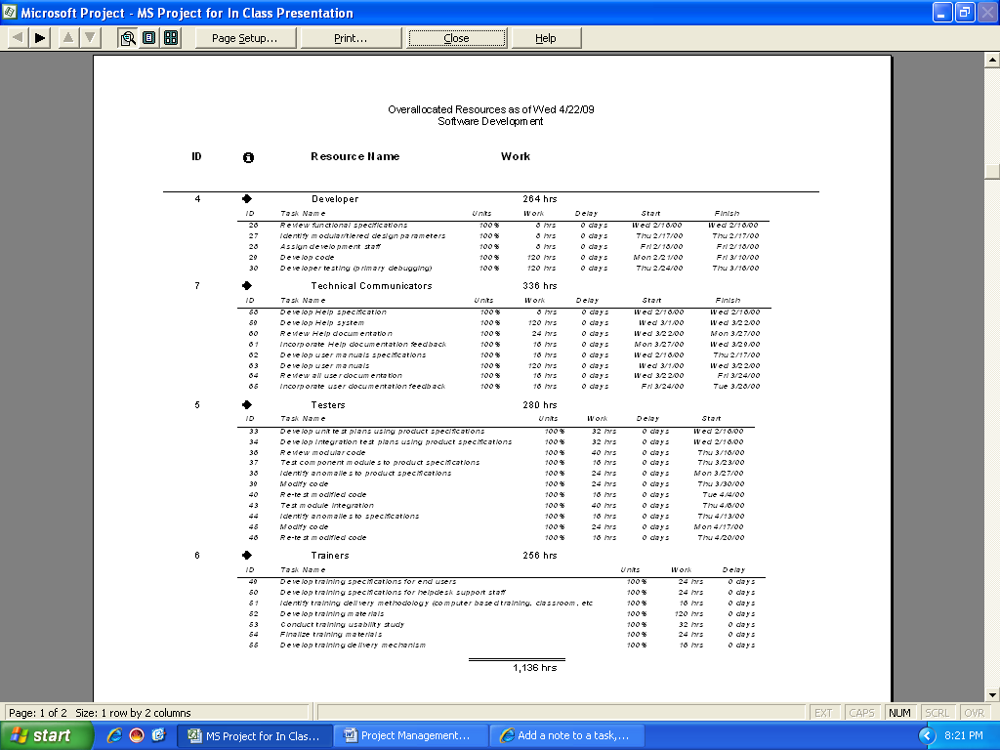 Microsoft Project - MS Project for In Class Presentation
Page Setup... Print... Close Help
Overallocated Resources as of Wed 4/22/09
Software Development
ID Resource Name Work
4 Developer 264 hrs
ID Task Name Units Work Delay Start Finish
26 Review functional specifications 100% 8 hrs 0 days Wed 2/16/00 Wed 2/16/00
27 Identify modular/tiered design parameters 100% 8 hrs 0 days Thu 2/17/00 Thu 2/17/00
28 Assign development staff 100% 8 hrs 0 days Fri 2/18/00 Fri 2/18/00
29 Develop code 100% 120 hrs 0 days Mon 2/21/00 Fri 3/10/00
30 Developer testing (primary debugging) 100% 120 hrs 0 days Thu 2/24/00 Thu 3/16/00
7 Technical Communicators 336 hrs
ID Task Name Units Work Delay Start Finish
58 Develop Help specification 100% 8 hrs 0 days Wed 2/16/00 Wed 2/16/00
59 Develop Help system 100% 120 hrs 0 days Wed 3/1/00 Wed 3/22/00
60 Review Help documentation 100% 24 hrs 0 days Wed 3/22/00 Mon 3/27/00
61 Incorporate Help documentation feedback 100% 16 hrs 0 days Mon 3/27/00 Wed 3/29/00
62 Develop user manuals specifications 100% 16 hrs 0 days Wed 2/16/00 Thu 2/17/00
63 Develop user manuals 100% 120 hrs 0 days Wed 3/1/00 Wed 3/22/00
64 Review all user documentation 100% 16 hrs 0 days Wed 3/22/00 Fri 3/24/00
65 Incorporate user documentation feedback 100% 16 hrs 0 days Fri 3/24/00 Tue 3/28/00
5 Testers 280 hrs
ID Task Name Units Work Delay Start
33 Develop unit test plans using product specifications 100% 32 hrs 0 days Wed 2/16/00
34 Develop integration test plans using product specifications 100% 32 hrs 0 days Wed 2/16/00
36 Review modular code 100% 40 hrs 0 days Thu 3/16/00
37 Test component modules to product specifications 100% 16 hrs 0 days Thu 3/23/00
38 Identify anomalies to product specifications 100% 24 hrs 0 days Mon 3/27/00
39 Modify code 100% 24 hrs 0 days Thu 3/30/00
40 Re-test modified code 100% 16 hrs 0 days Tue 4/4/00
43 Test module integration 100% 40 hrs 0 days Thu 4/6/00
44 Identify anomalies to specifications 100% 16 hrs 0 days Thu 4/13/00
45 Modify code 100% 24 hrs 0 days Mon 4/17/00
46 Re-test modified code 100% 16 hrs 0 days Thu 4/20/00
6 Trainers 256 hrs
ID Task Name Units Work Delay
49 Develop training specifications for end users 100% 24 hrs 0 days
50 Develop training specifications for helpdesk support staff 100% 24 hrs 0 days
51 Identify training delivery methodology (computer based training, classroom, etc 100% 16 hrs 0 days
52 Develop training materials 100% 120 hrs 0 days
53 Conduct training usability study 100% 32 hrs 0 days
54 Finalize training materials 100% 24 hrs 0 days
55 Develop training delivery mechanism 100% 16 hrs 0 days
1,136 hrs
Page: 1 of 2 Size: 1 row by 2 columns EXT CAPS NUM SCRL OVR
start MS Project for In Clas... Project Management... Add a note to a task,... 8:21 PM